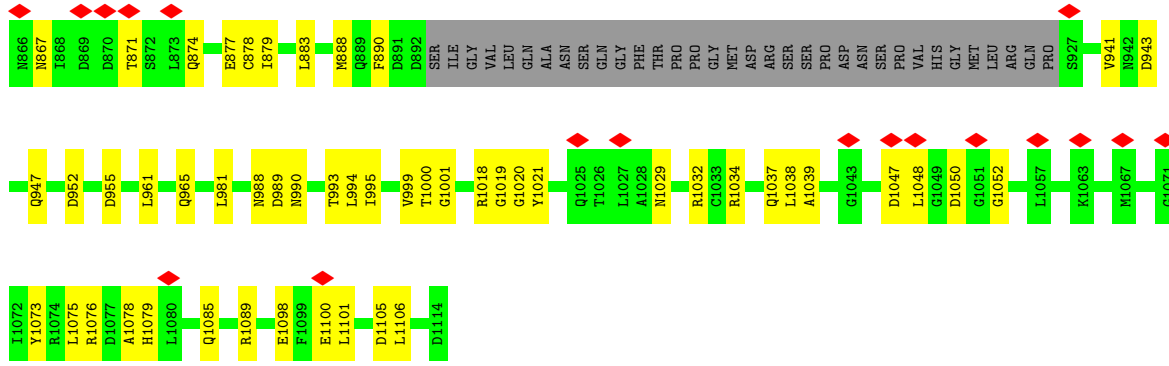 N866 N867 I868 D869 D870 T871 S872 L873 Q874 E877 C878 I879 L883 M888 Q889 F890 D891 D892 SER ILE GLY VAL LEU GLN ALA ASN SER GLN GLY PHE THR PRO PRO GLY MET ASP ARG SER SER PRO ASP ASN SER PRO VAL HIS GLY MET LEU ARG GLN PRO S927 V941 N942 D943
Q947 D952 D955 L961 Q965 L981 N988 D989 N990 T993 L994 I995 V999 T1000 G1001 R1018 G1019 G1020 Y1021 Q1025 T1026 L1027 A1028 N1029 R1032 C1033 R1034 Q1037 L1038 A1039 G1043 D1047 L1048 G1049 D1050 G1051 G1052 L1057 K1063 M1067 G1071
I1072 Y1073 R1074 L1075 R1076 D1077 A1078 H1079 L1080 Q1085 R1089 E1098 F1099 E1100 L1101 D1105 L1106 D1114